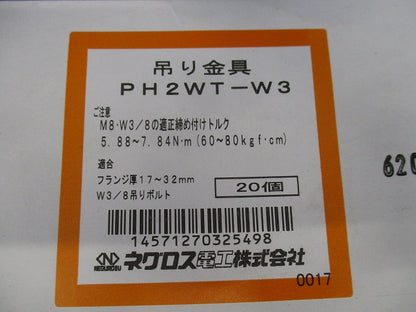 吊り金具
PH2WT-W3
ご注意
M8・W3/8の適正締め付けトルク
5.88〜7.84N・m(60〜80kgf・cm)
適合
フランジ厚17〜32mm
W3/8吊りボルト
20個
14571270325498
NEGUROSU
ネグロス電工株式会社
0017
620